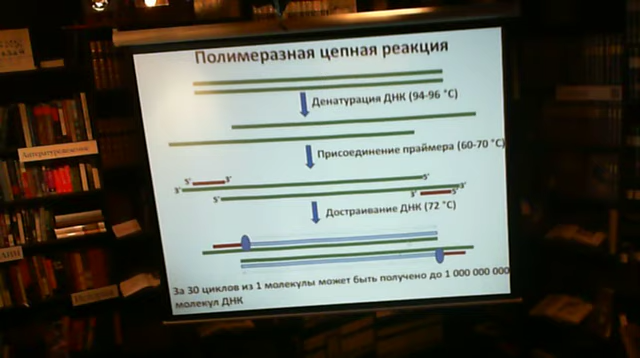 Полимеразная цепная реакция
Денатурация ДНК (94-96 °C)
Присоединение праймера (60-70 °C)
5' 3' 5'
3' 3'
5' 3' 5'
Достраивание ДНК (72 °C)
За 30 циклов из 1 молекулы может быть получено до 1 000 000 000
молекул ДНК